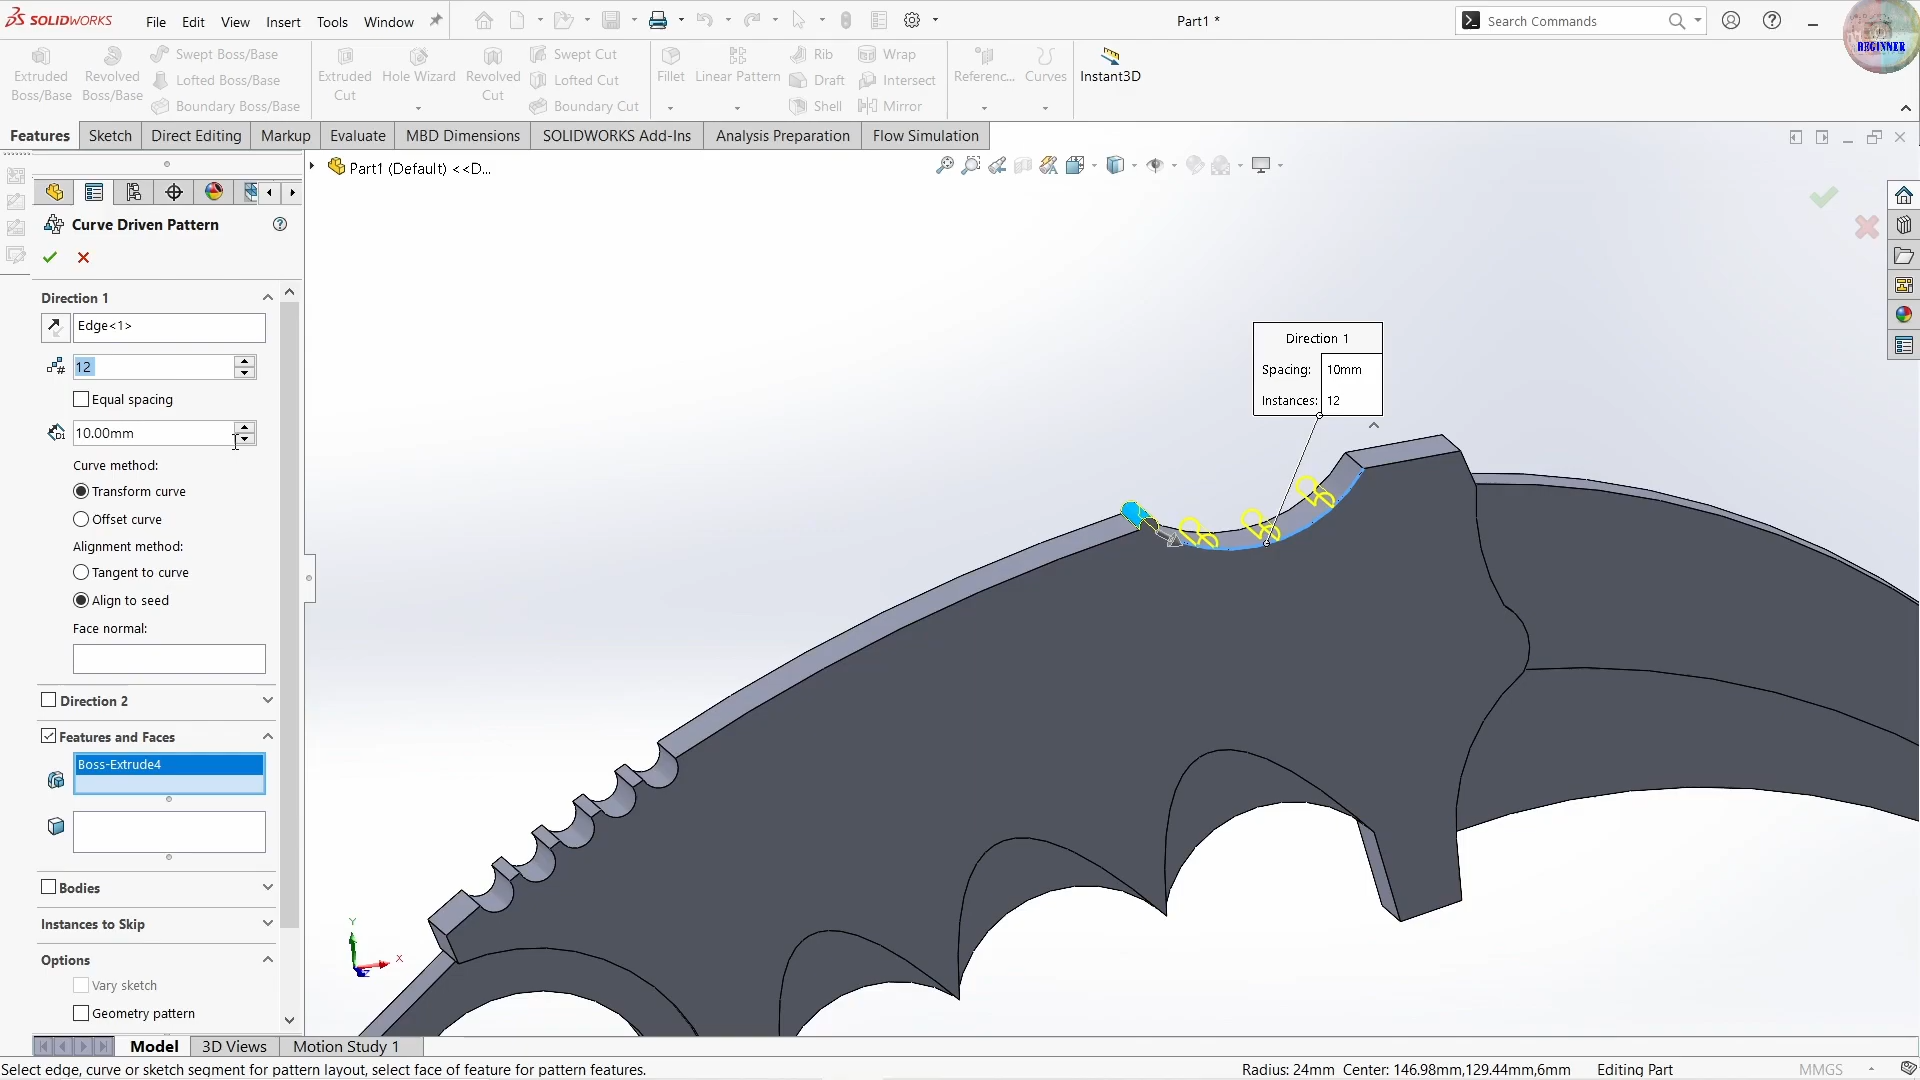 SOLIDWORKS File Edit View Insert Tools Window Part1 * Search Commands
BEGINNER
Extruded Boss/Base
Revolved Boss/Base
Swept Boss/Base
Lofted Boss/Base
Boundary Boss/Base
Extruded Cut
Hole Wizard
Revolved Cut
Swept Cut
Lofted Cut
Boundary Cut
Fillet
Linear Pattern
Rib
Draft
Shell
Wrap
Intersect
Mirror
Referenc...
Curves
Instant3D
Features Sketch Direct Editing Markup Evaluate MBD Dimensions SOLIDWORKS Add-Ins Analysis Preparation Flow Simulation
Part1 (Default) <<D...
Curve Driven Pattern
Direction 1
Edge<1>
12
Equal spacing
D1 10.00mm
Curve method:
Transform curve
Offset curve
Alignment method:
Tangent to curve
Align to seed
Face normal:
Direction 2
Features and Faces
Boss-Extrude4
Bodies
Instances to Skip
Options
Vary sketch
Geometry pattern
Direction 1
Spacing: 10mm
Instances: 12
Y
X
Z
Model 3D Views Motion Study 1
Select edge, curve or sketch segment for pattern layout, select face of feature for pattern features. Radius: 24mm Center: 146.98mm,129.44mm,6mm Editing Part MMGS